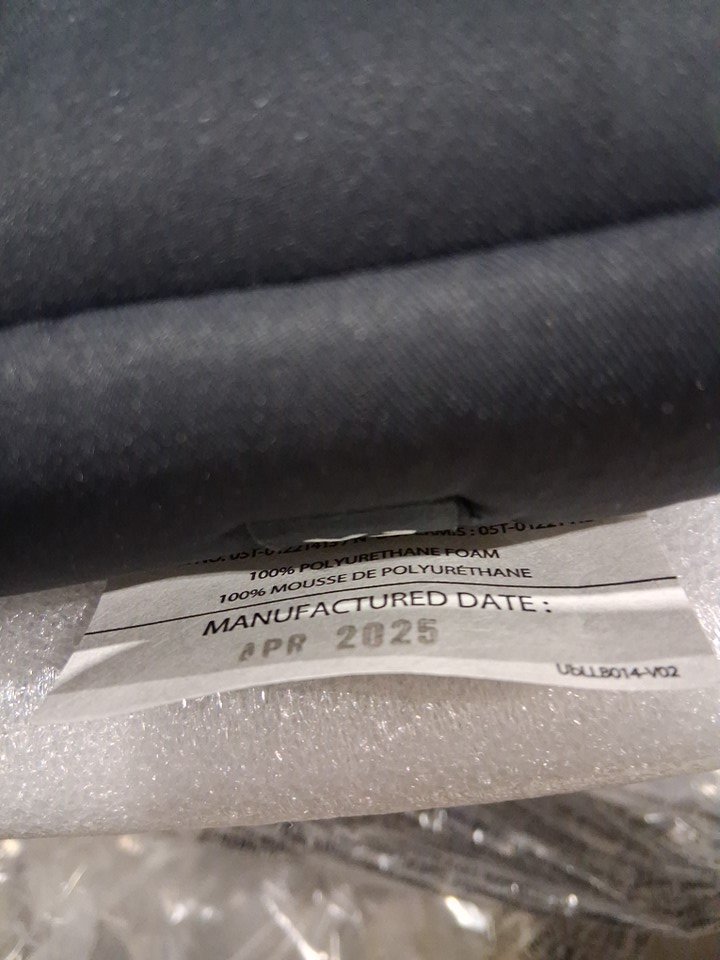 100% POLYURETHANE FOAM
100% MOUSSE DE POLYURÉTHANE
MANUFACTURED DATE :
APR 2025
UbLLB014-V02